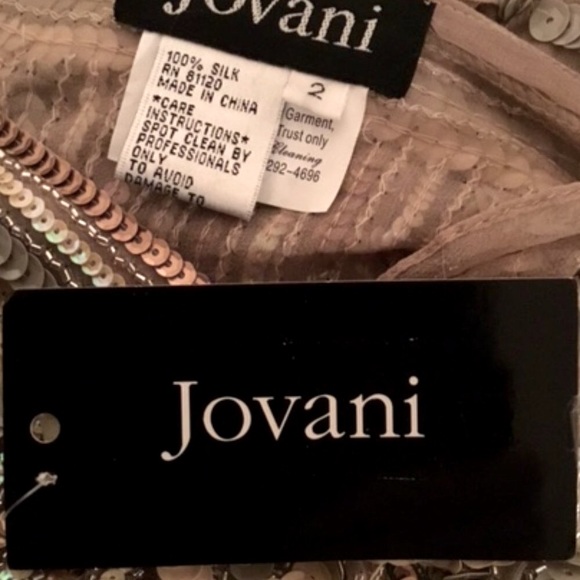 Jovani
100% SILK
RN 81120
MADE IN CHINA
*CARE
INSTRUCTIONS*
SPOT CLEAN BY
PROFESSIONALS
ONLY
TO AVOID
DAMAGE TO
2
Garment,
Trust only
Cleaning
292-4696
Jovani